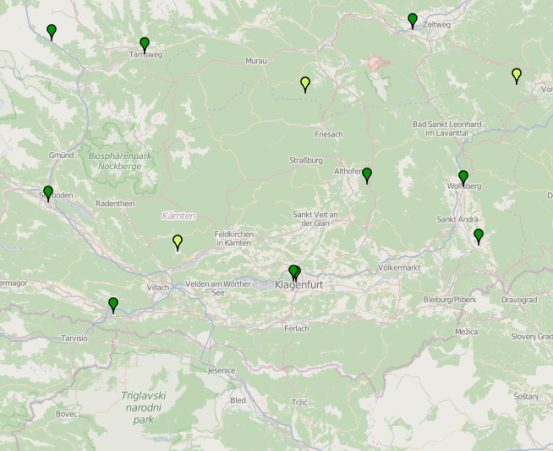 Zeltweg
Tamsweg
Murau
Bad Sankt Leonhard
im Lavanttal
Friesach
Gmünd
Biosphärenpark
Nockberge
Straßburg
Althofen
Wolfsberg
Radenthein
Kärnten
Sankt Veit an
der Glan
Sankt Andrä
Feldkirchen
in Kärnten
Völkermarkt
Villach
Velden am Wörther
See
Klagenfurt
Bleiburg Pliberk
Dravograd
Ferlach
Tarvisio
Mežica
Slovenj Grad
Jesenice
Triglavski
narodni
park
Bled
Tržič
Šoštanj
Bovec